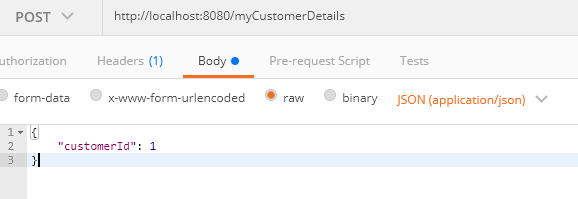 POST http://localhost:8080/myCustomerDetails
uthorization Headers (1) Body Pre-request Script Tests
form-data x-www-form-urlencoded raw binary JSON (application/json)
1 {
2 "customerId": 1
3 }